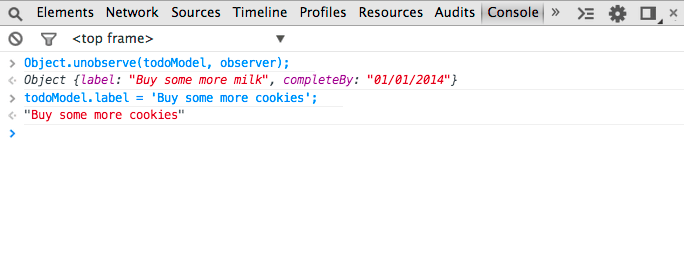 Elements Network Sources Timeline Profiles Resources Audits Console »
<top frame> ▼
> Object.unobserve(todoModel, observer);
Object {label: "Buy some more milk", completeBy: "01/01/2014"}
> todoModel.label = 'Buy some more cookies';
"Buy some more cookies"
>